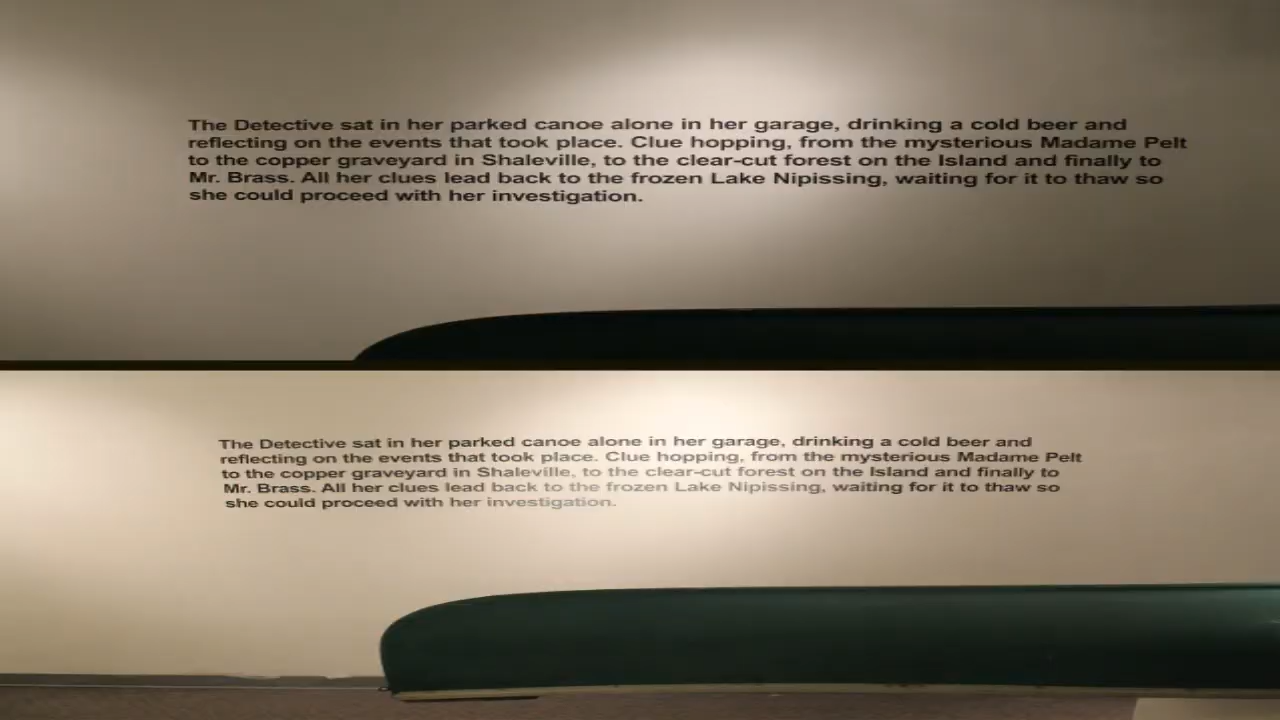 The Detective sat in her parked canoe alone in her garage, drinking a cold beer and
reflecting on the events that took place. Clue hopping, from the mysterious Madame Pelt
to the copper graveyard in Shaleville, to the clear-cut forest on the Island and finally to
Mr. Brass. All her clues lead back to the frozen Lake Nipissing, waiting for it to thaw so
she could proceed with her investigation.
The Detective sat in her parked canoe alone in her garage, drinking a cold beer and
reflecting on the events that took place. Clue hopping, from the mysterious Madame Pelt
to the copper graveyard in Shaleville, to the clear-cut forest on the Island and finally to
Mr. Brass. All her clues lead back to the frozen Lake Nipissing, waiting for it to thaw so
she could proceed with her investigation.